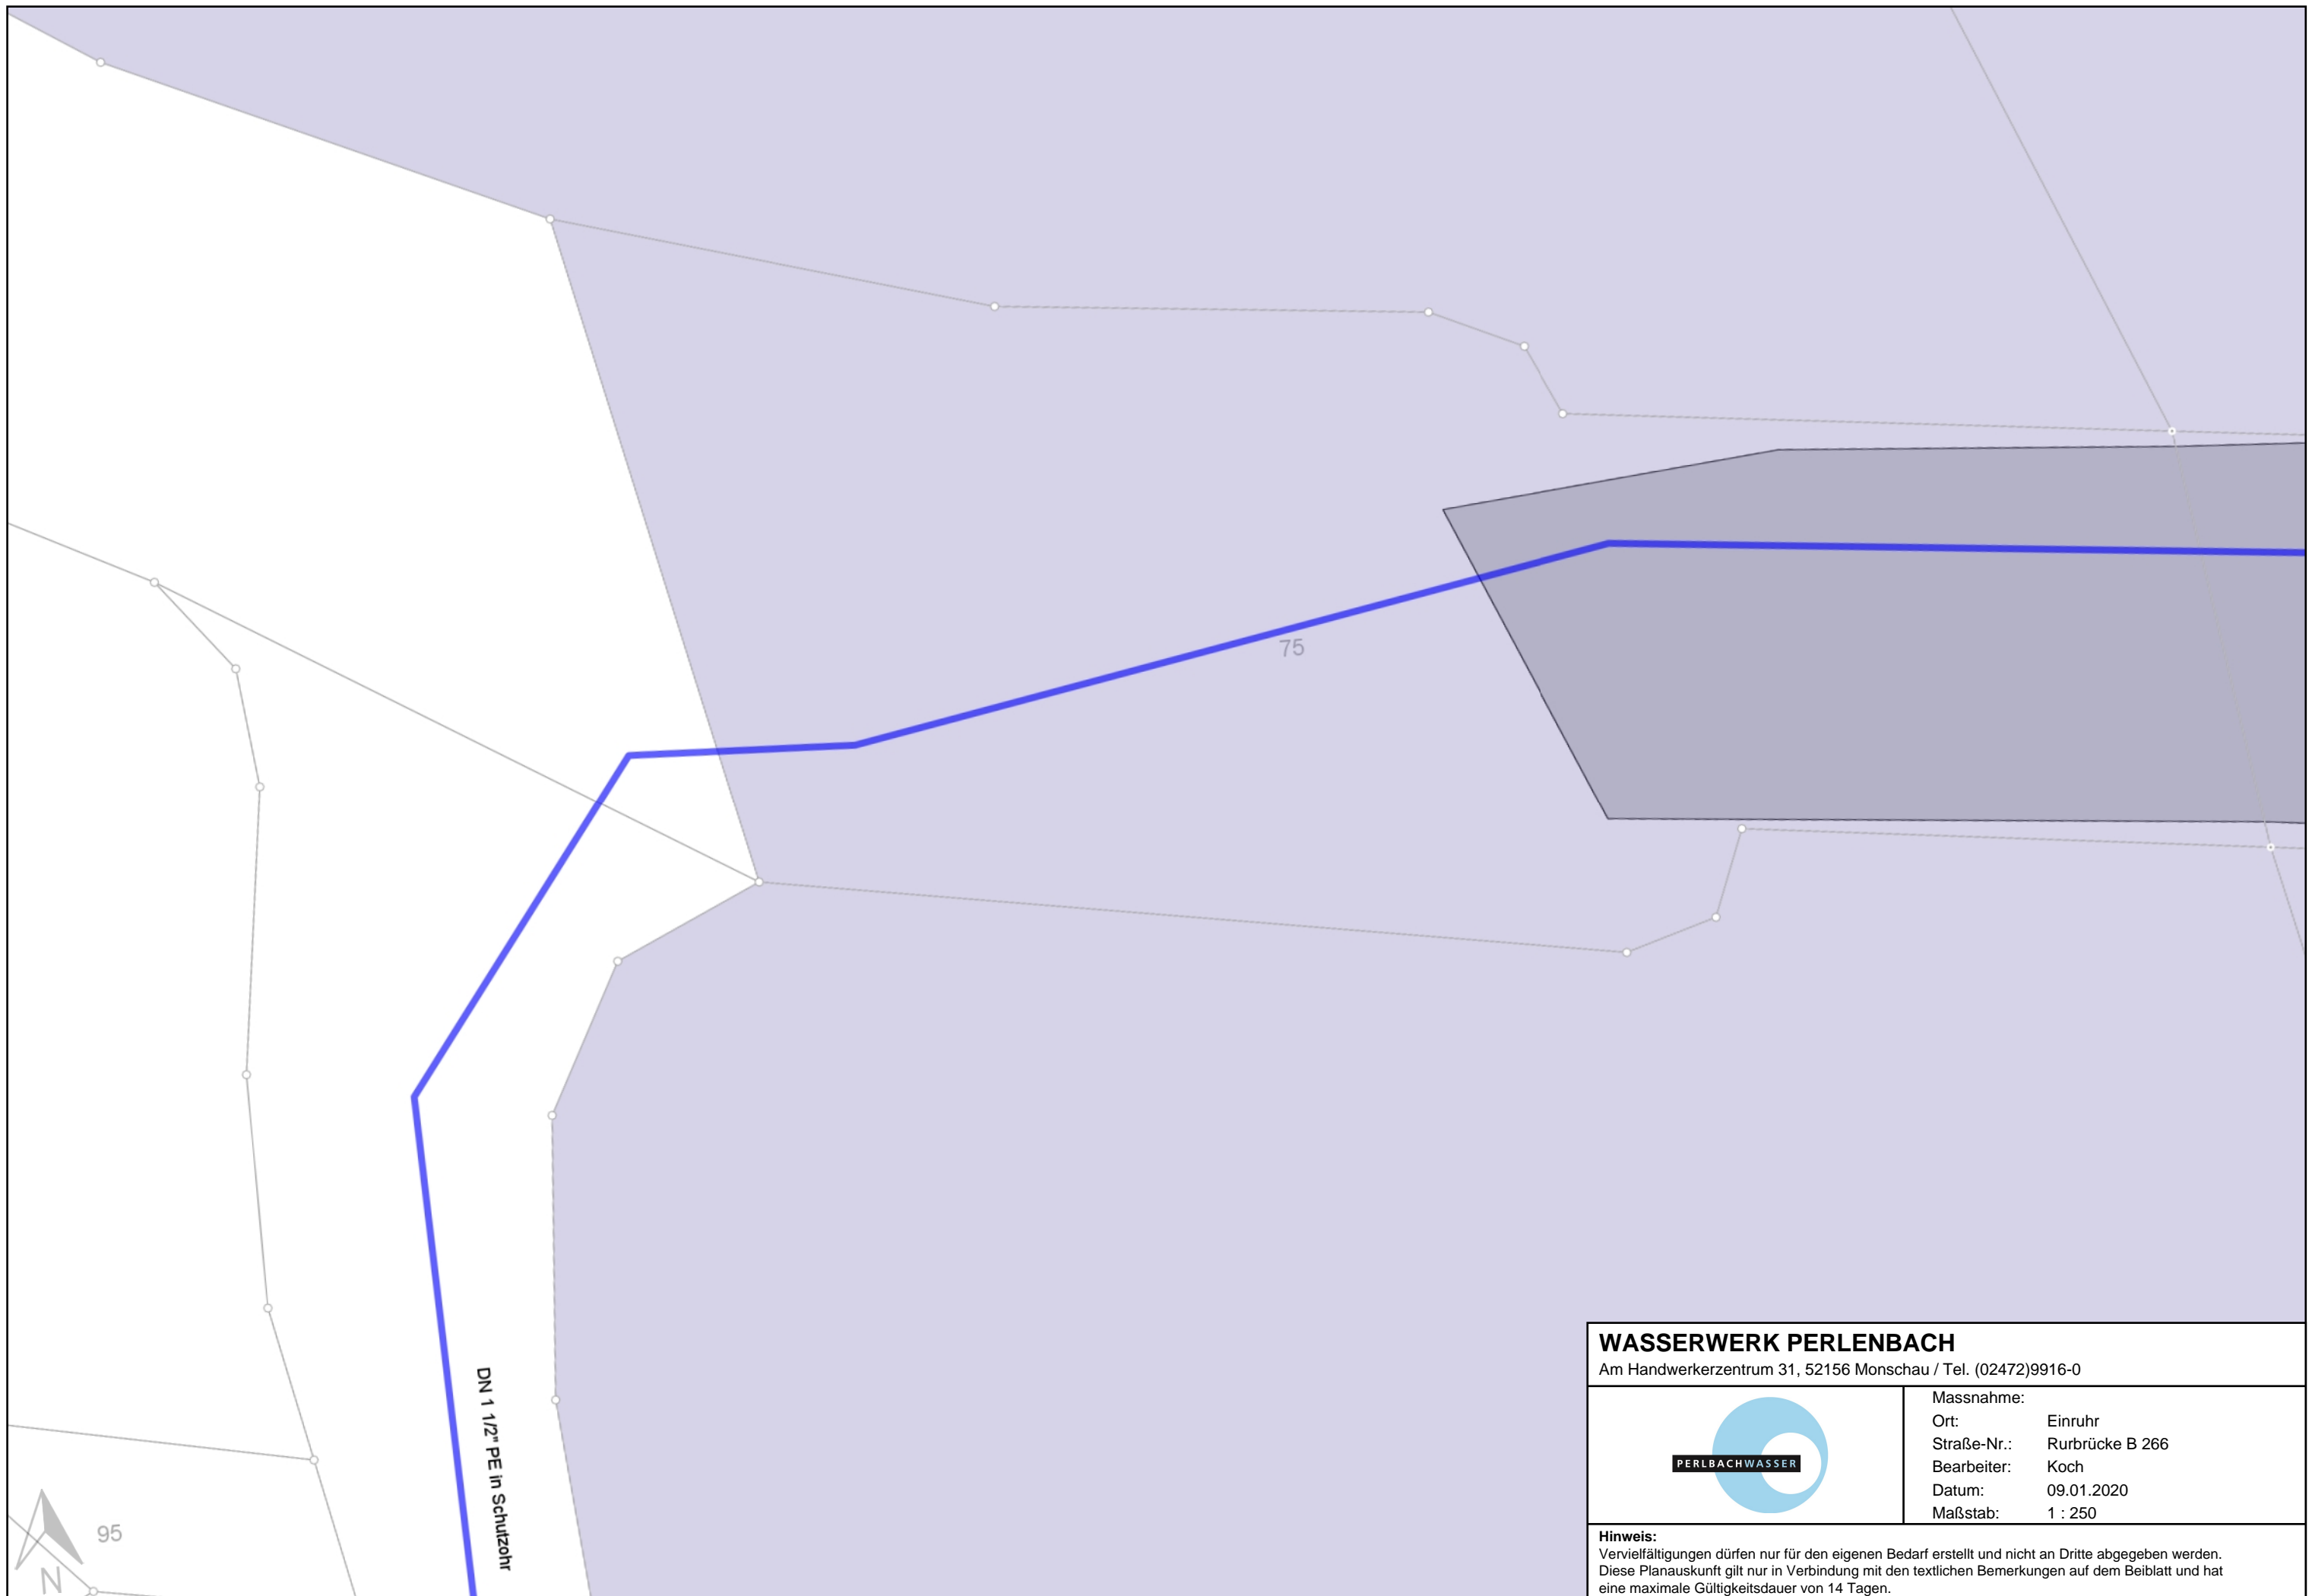 75
DN 1 1/2" PE in Schutzohr
95
N
WASSERWERK PERLENBACH
Am Handwerkerzentrum 31, 52156 Monschau / Tel. (02472)9916-0
PERLBACHWASSER
Massnahme:
Ort: Einruhr
Straße-Nr.: Rurbrücke B 266
Bearbeiter: Koch
Datum: 09.01.2020
Maßstab: 1 : 250
Hinweis:
Vervielfältigungen dürfen nur für den eigenen Bedarf erstellt und nicht an Dritte abgegeben werden.
Diese Planauskunft gilt nur in Verbindung mit den textlichen Bemerkungen auf dem Beiblatt und hat
eine maximale Gültigkeitsdauer von 14 Tagen.